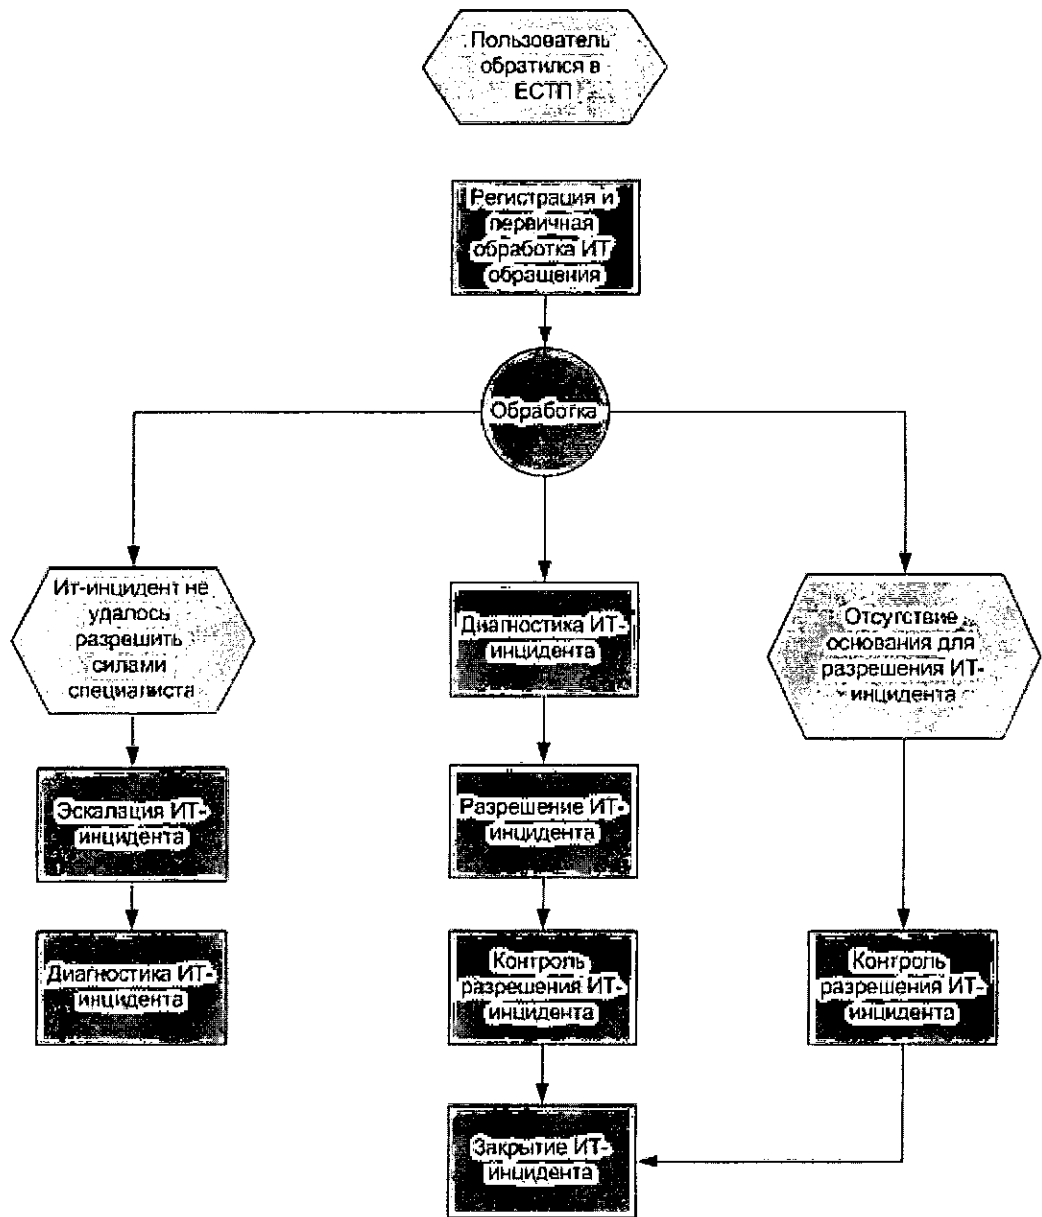 Пользователь
обратился в
ЕСТП
Регистрация и
первичная
обработка ИТ
обращения
Обработка
Ит-инцидент не
удалось
разрешить
силами
специалиста
Диагностика ИТ-
инцидента
Отсутствие
основания для
разрешения ИТ-
инцидента
Эскалация ИТ-
инцидента
Разрешение ИТ-
инцидента
Диагностика ИТ-
инцидента
Контроль
разрешения ИТ-
инцидента
Контроль
разрешения ИТ-
инцидента
Закрытие ИТ-
инцидента